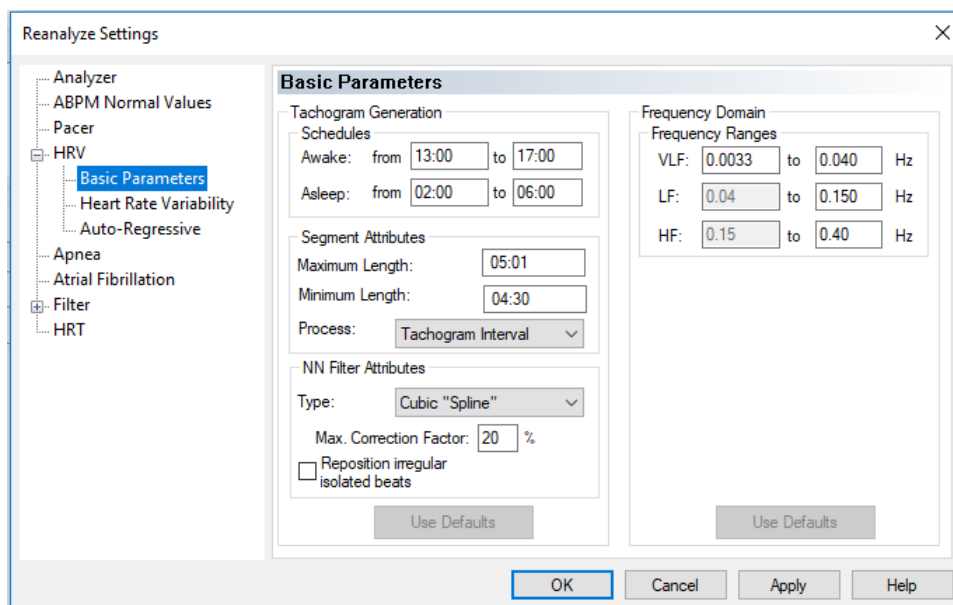 Reanalyze Settings
Analyzer
ABPM Normal Values
Pacer
HRV
Basic Parameters
Heart Rate Variability
Auto-Regressive
Apnea
Atrial Fibrillation
Filter
HRT
Basic Parameters
Tachogram Generation
Schedules
Awake: from 13:00 to 17:00
Asleep: from 02:00 to 06:00
Segment Attributes
Maximum Length: 05:01
Minimum Length: 04:30
Process: Tachogram Interval
NN Filter Attributes
Type: Cubic "Spline"
Max. Correction Factor: 20 %
Reposition irregular
isolated beats
Use Defaults
Frequency Domain
Frequency Ranges
VLF: 0.0033 to 0.040 Hz
LF: 0.04 to 0.150 Hz
HF: 0.15 to 0.40 Hz
Use Defaults
OK Cancel Apply Help